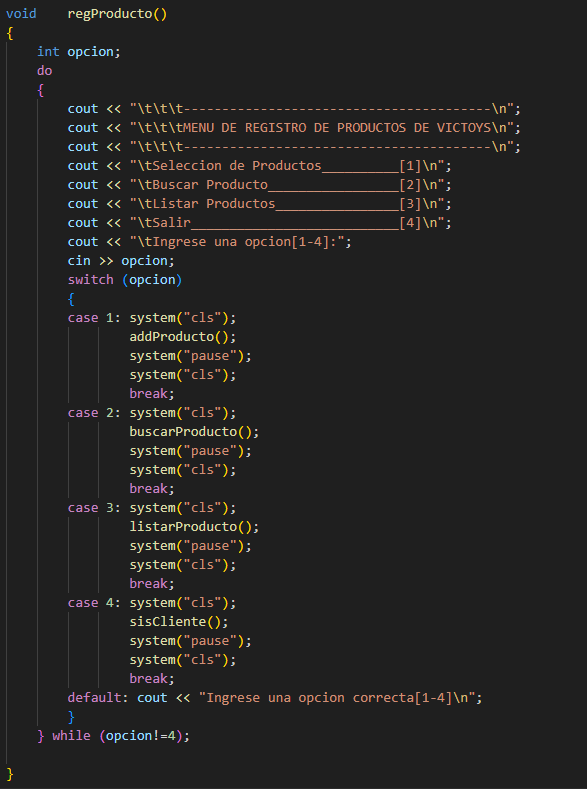 void    regProducto()
{
    int opcion;
    do
    {
        cout << "\t\t\t----------------------------------------\n";
        cout << "\t\t\tMENU DE REGISTRO DE PRODUCTOS DE VICTOYS\n";
        cout << "\t\t\t----------------------------------------\n";
        cout << "\tSeleccion de Productos__________[1]\n";
        cout << "\tBuscar Producto_________________[2]\n";
        cout << "\tListar Productos________________[3]\n";
        cout << "\tSalir___________________________[4]\n";
        cout << "\tIngrese una opcion[1-4]:";
        cin >> opcion;
        switch (opcion)
        {
        case 1: system("cls");
                addProducto();
                system("pause");
                system("cls");
                break;
        case 2: system("cls");
                buscarProducto();
                system("pause");
                system("cls");
                break;
        case 3: system("cls");
                listarProducto();
                system("pause");
                system("cls");
                break;
        case 4: system("cls");
                sisCliente();
                system("pause");
                system("cls");
                break;
        default: cout << "Ingrese una opcion correcta[1-4]\n";
        }
    } while (opcion!=4);
}